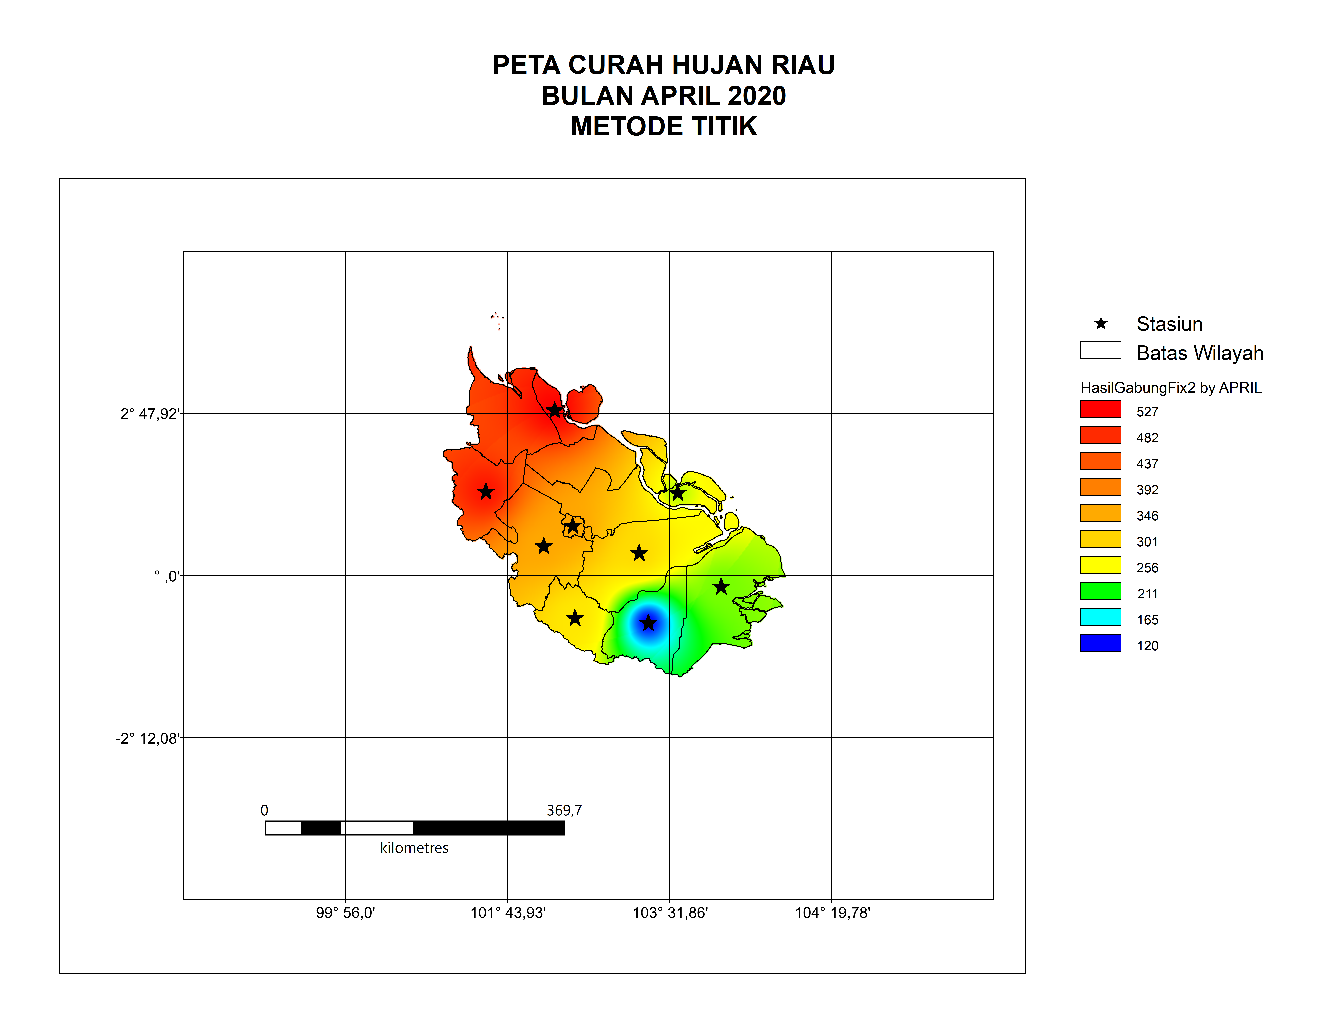 PETA CURAH HUJAN RIAU
BULAN APRIL 2020
METODE TITIK
Stasiun
Batas Wilayah
HasilGabungFix2 by APRIL
527
482
437
392
346
301
256
211
165
120
2° 47,92'
° ,0'
-2° 12,08'
0 369,7
kilometres
99° 56,0' 101° 43,93' 103° 31,86' 104° 19,78'